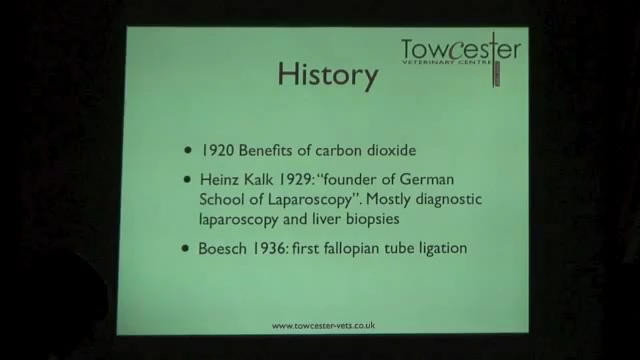 Towcester
VETERINARY CENTRE
History
• 1920 Benefits of carbon dioxide
• Heinz Kalk 1929: “founder of German
School of Laparoscopy”. Mostly diagnostic
laparoscopy and liver biopsies
• Boesch 1936: first fallopian tube ligation
www.towcester-vets.co.uk